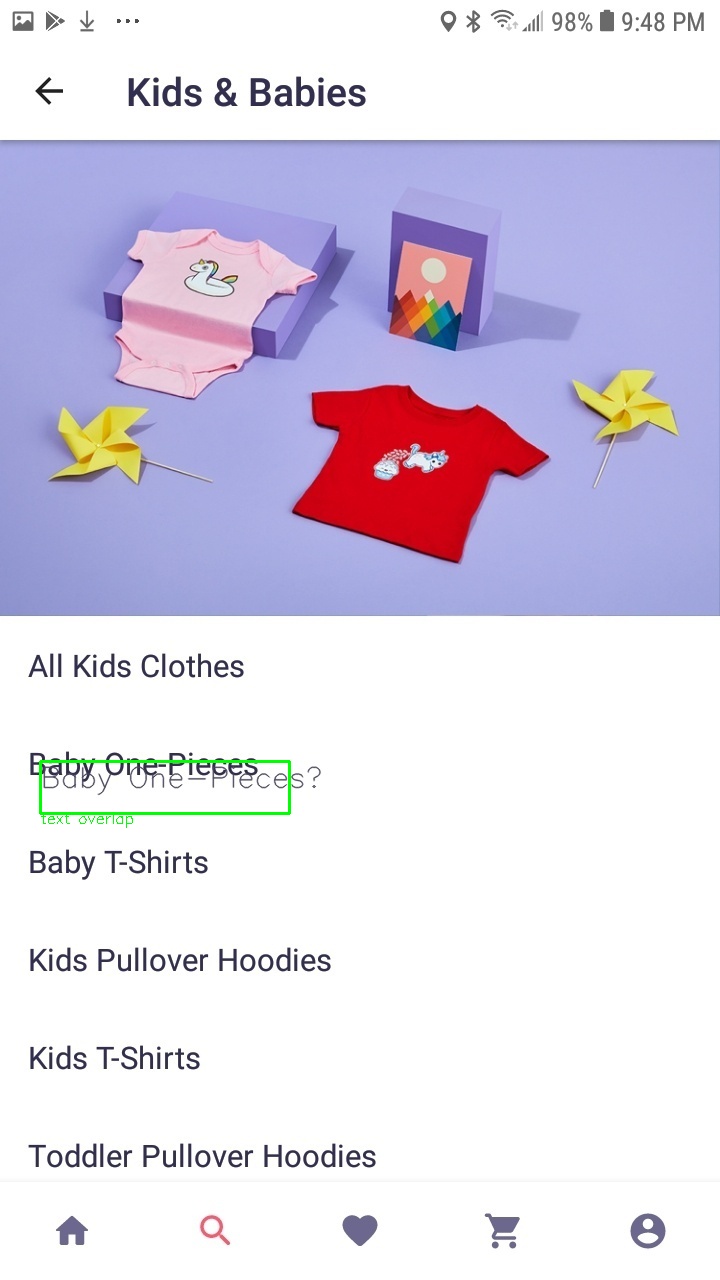 98% 9:48 PM
Kids & Babies
All Kids Clothes
Baby One-Pieces
Baby One-Pieces?
text overlap
Baby T-Shirts
Kids Pullover Hoodies
Kids T-Shirts
Toddler Pullover Hoodies